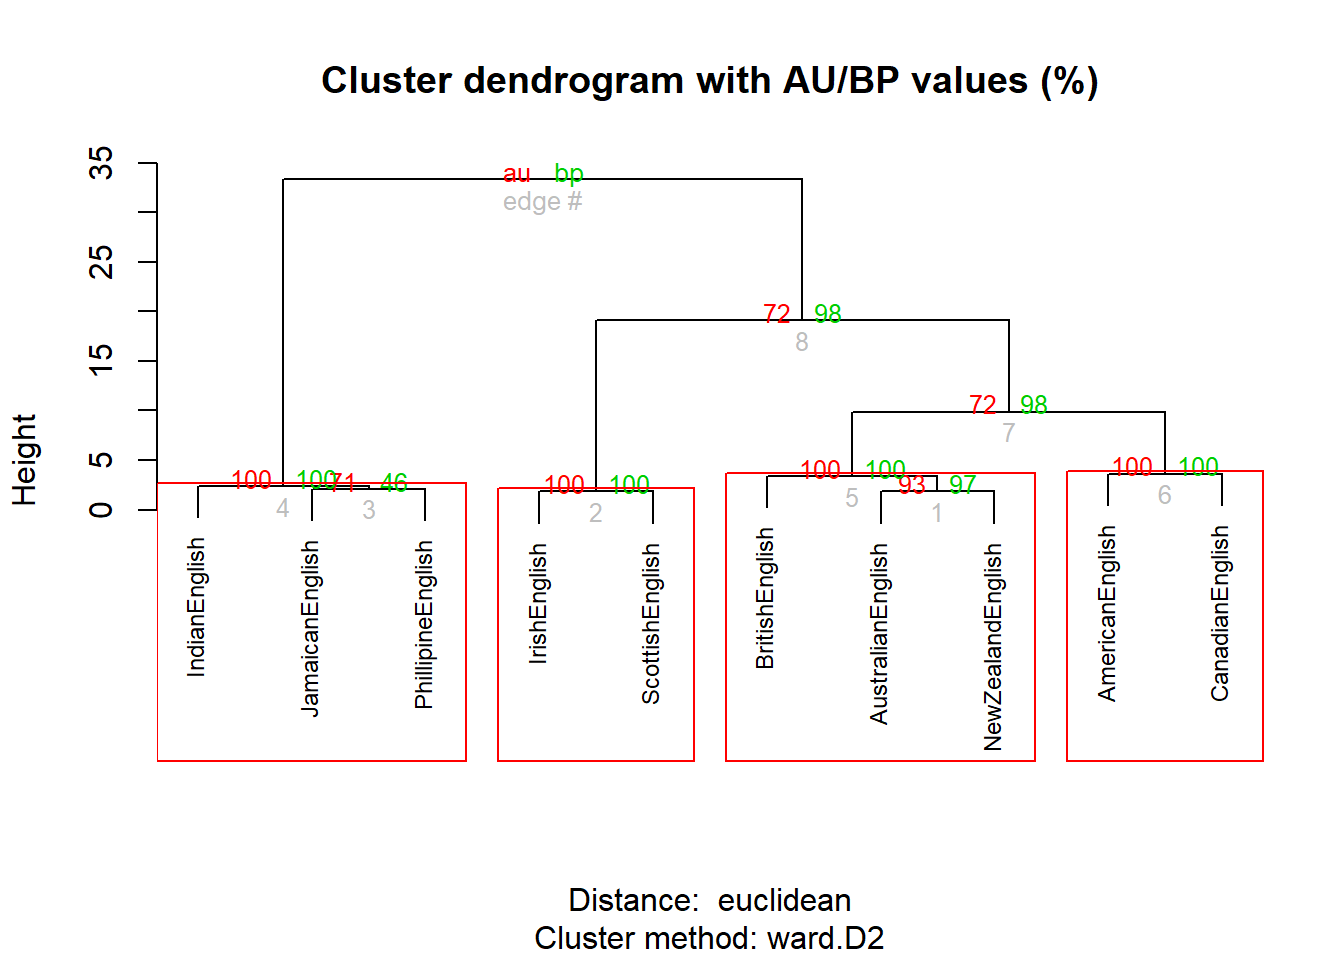 Cluster dendrogram with AU/BP values (%)
35
25
15
5
0
Height
au bp
edge #
72 98
8
72 98
7
100 100
4
71 46
3
100 100
2
100 100
5
93 97
1
100 100
6
IndianEnglish
JamaicanEnglish
PhillipineEnglish
IrishEnglish
ScottishEnglish
BritishEnglish
AustralianEnglish
NewZealandEnglish
AmericanEnglish
CanadianEnglish
Distance: euclidean
Cluster method: ward.D2